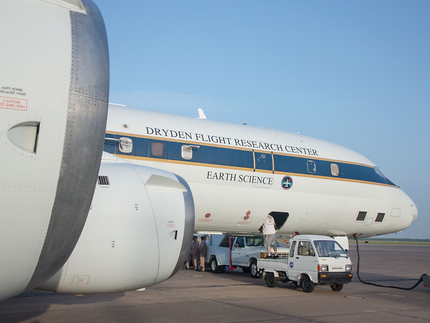 DRYDEN FLIGHT RESEARCH CENTER
EARTH SCIENCE